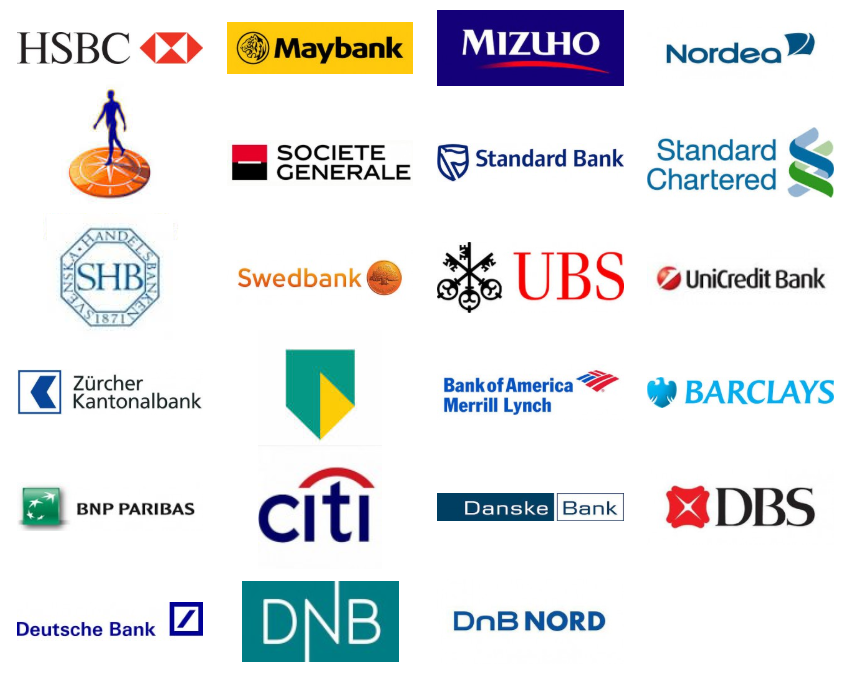 HSBC
Maybank
MIZUHO
Nordea
SOCIETE
GENERALE
Standard Bank
Standard
Chartered
SVENSKA · HANDELSBANKEN
SHB
1871
Swedbank
UBS
UniCredit Bank
Zürcher
Kantonalbank
Bank of America
Merrill Lynch
BARCLAYS
BNP PARIBAS
citi
Danske Bank
DBS
Deutsche Bank
DNB
DnB NORD